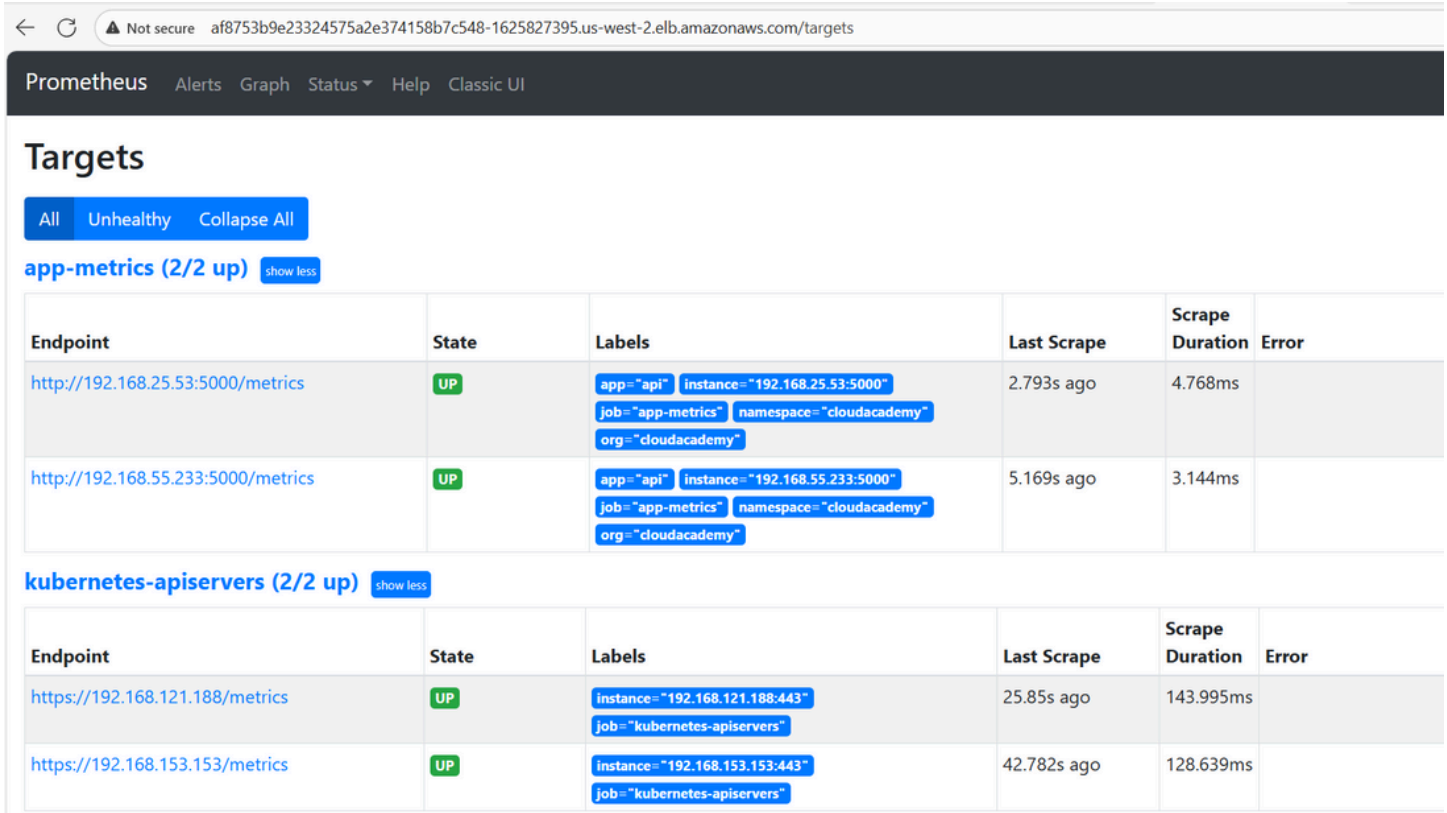 Not secure af8753b9e23324575a2e374158b7c548-1625827395.us-west-2.elb.amazonaws.com/targets
Prometheus Alerts Graph Status Help Classic UI
Targets
All Unhealthy Collapse All
app-metrics (2/2 up) show less
Endpoint State Labels Last Scrape Scrape Duration Error
http://192.168.25.53:5000/metrics UP app="api" instance="192.168.25.53:5000" 2.793s ago 4.768ms
job="app-metrics" namespace="cloudacademy"
org="cloudacademy"
http://192.168.55.233:5000/metrics UP app="api" instance="192.168.55.233:5000" 5.169s ago 3.144ms
job="app-metrics" namespace="cloudacademy"
org="cloudacademy"
kubernetes-apiservers (2/2 up) show less
Endpoint State Labels Last Scrape Scrape Duration Error
https://192.168.121.188/metrics UP instance="192.168.121.188:443" 25.85s ago 143.995ms
job="kubernetes-apiservers"
https://192.168.153.153/metrics UP instance="192.168.153.153:443" 42.782s ago 128.639ms
job="kubernetes-apiservers"